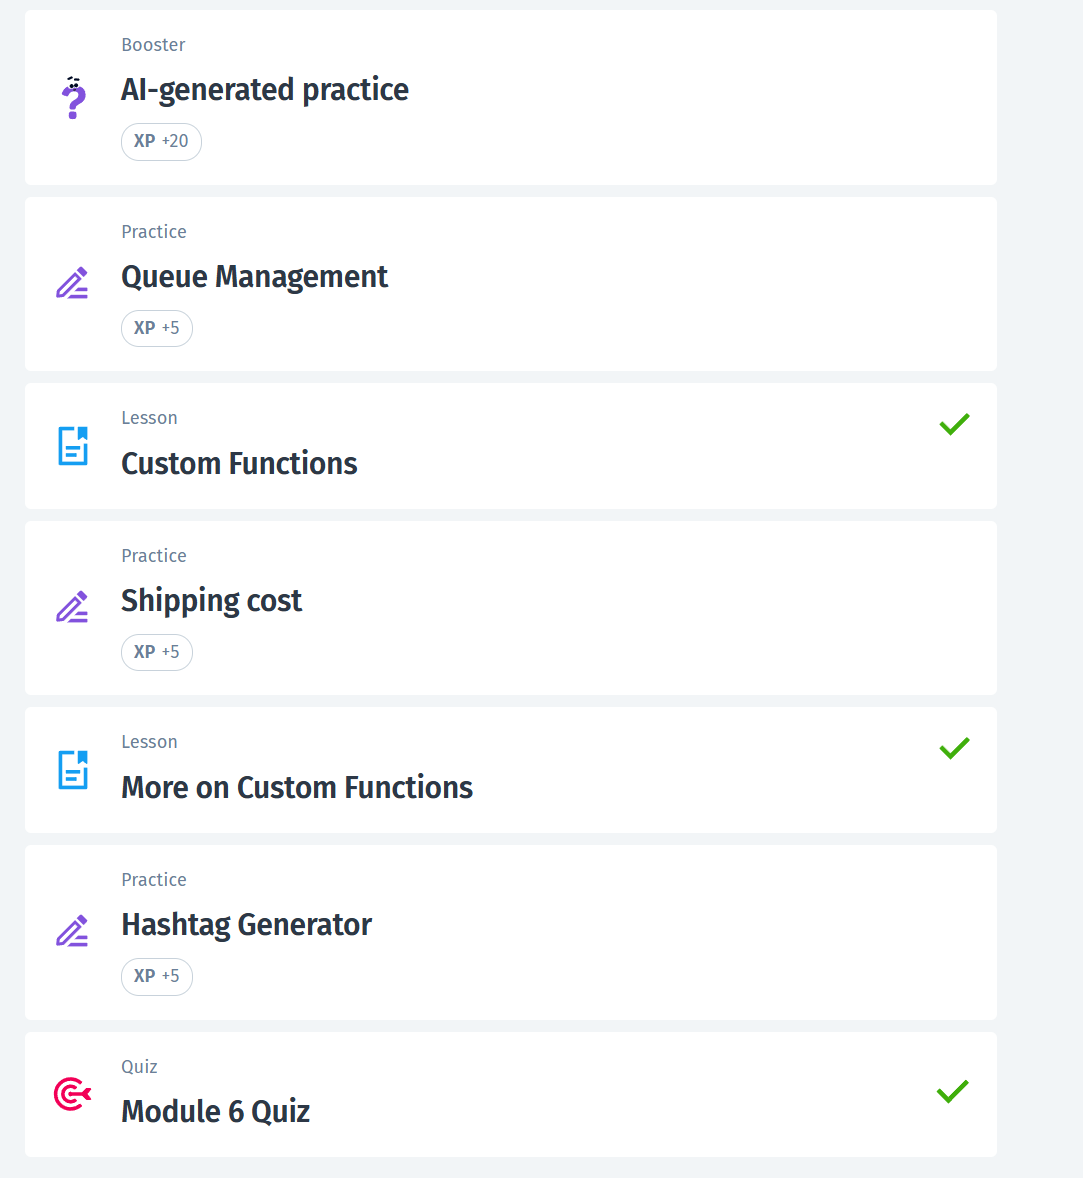 Booster
AI-generated practice
XP +20
Practice
Queue Management
XP +5
Lesson
Custom Functions
Practice
Shipping cost
XP +5
Lesson
More on Custom Functions
Practice
Hashtag Generator
XP +5
Quiz
Module 6 Quiz